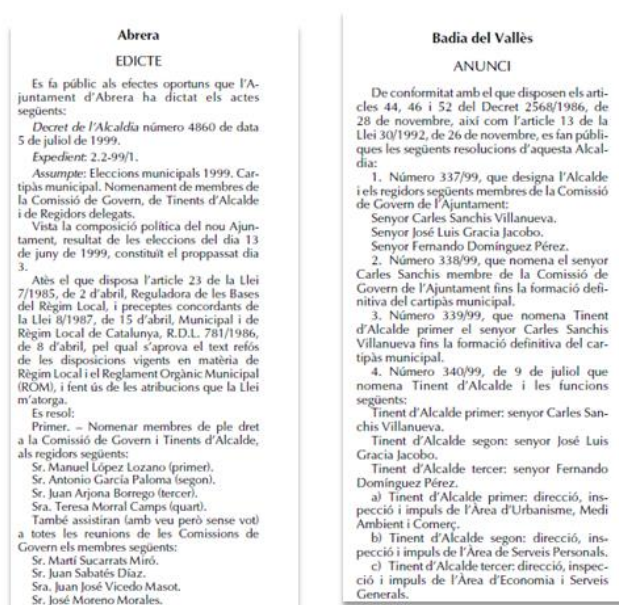 Abrera
EDICTE
Es fa públic als efectes oportuns que l'A-
juntament d'Abrera ha dictat els actes
següents:
Decret de l'Alcaldia número 4860 de data
5 de juliol de 1999.
Expedient: 2.2-99/1.
Assumpte: Eleccions municipals 1999. Car-
tipàs municipal. Nomenament de membres de
la Comissió de Govern, de Tinents d'Alcalde
i de Regidors delegats.
Vista la composició política del nou Ajun-
tament, resultat de les eleccions del dia 13
de juny de 1999, constituït el proppassat dia
3.
Atès el que disposa l'article 23 de la Llei
7/1985, de 2 d'abril, Reguladora de les Bases
del Règim Local, i preceptes concordants de
la Llei 8/1987, de 15 d'abril, Municipal i de
Règim Local de Catalunya, R.D.L. 781/1986,
de 8 d'abril, pel qual s'aprova el text refós
de les disposicions vigents en matèria de
Règim Local i el Reglament Orgànic Municipal
(ROM), i fent ús de les atribucions que la Llei
m'atorga.
Es resol:
Primer. – Nomenar membres de ple dret
a la Comissió de Govern i Tinents d'Alcalde,
als regidors següents:
Sr. Manuel López Lozano (primer).
Sr. Antonio García Paloma (segon).
Sr. Juan Arjona Borrego (tercer).
Sra. Teresa Morral Camps (quart).
També assistiran (amb veu però sense vot)
a totes les reunions de les Comissions de
Govern els membres següents:
Sr. Martí Sucarrats Miró.
Sr. Juan Sabatés Díaz.
Sra. Juan José Vicedo Masot.
Sr. José Moreno Morales.
Badia del Vallès
ANUNCI
De conformitat amb el que disposen els arti-
cles 44, 46 i 52 del Decret 2568/1986, de
28 de novembre, així com l'article 13 de la
Llei 30/1992, de 26 de novembre, es fan públi-
ques les següents resolucions d'aquesta Alcal-
dia:
1. Número 337/99, que designa l'Alcalde
i els regidors següents membres de la Comissió
de Govern de l'Ajuntament:
Senyor Carles Sanchis Villanueva.
Senyor José Luis Gracia Jacobo.
Senyor Fernando Domínguez Pérez.
2. Número 338/99, que nomena el senyor
Carles Sanchis membre de la Comissió de
Govern de l'Ajuntament fins la formació defi-
nitiva del cartipàs municipal.
3. Número 339/99, que nomena Tinent
d'Alcalde primer el senyor Carles Sanchis
Villanueva fins la formació definitiva del car-
tipàs municipal.
4. Número 340/99, de 9 de juliol que
nomena Tinent d'Alcalde i les funcions
següents:
Tinent d'Alcalde primer: senyor Carles San-
chis Villanueva.
Tinent d'Alcalde segon: senyor José Luis
Gracia Jacobo.
Tinent d'Alcalde tercer: senyor Fernando
Domínguez Pérez.
a) Tinent d'Alcalde primer: direcció, ins-
pecció i impuls de l'Àrea d'Urbanisme, Medi
Ambient i Comerç.
b) Tinent d'Alcalde segon: direcció, ins-
pecció i impuls de l'Àrea de Serveis Personals.
c) Tinent d'Alcalde tercer: direcció, inspec-
ció i impuls de l'Àrea d'Economia i Serveis
Generals.